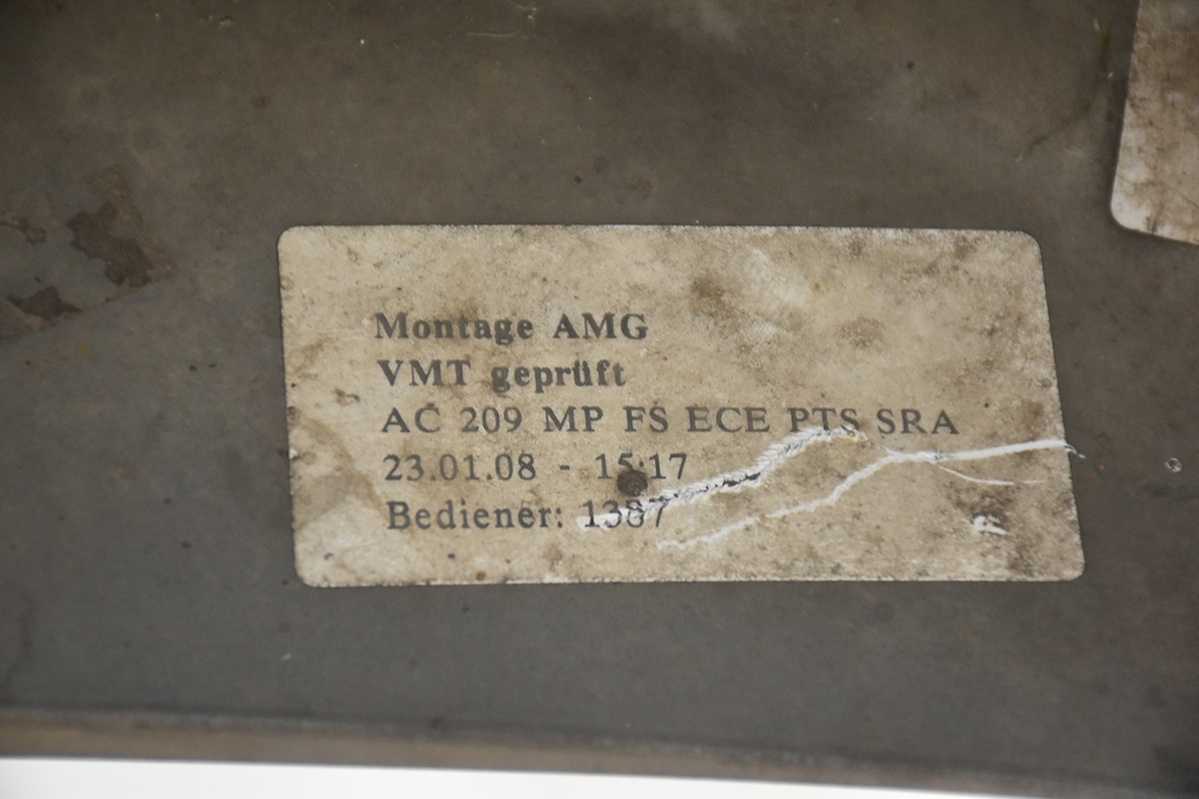 Montage AMG
VMT geprüft
AC 209 MP FS ECE PTS SRA
23.01.08 - 15:17
Bediener: 1387